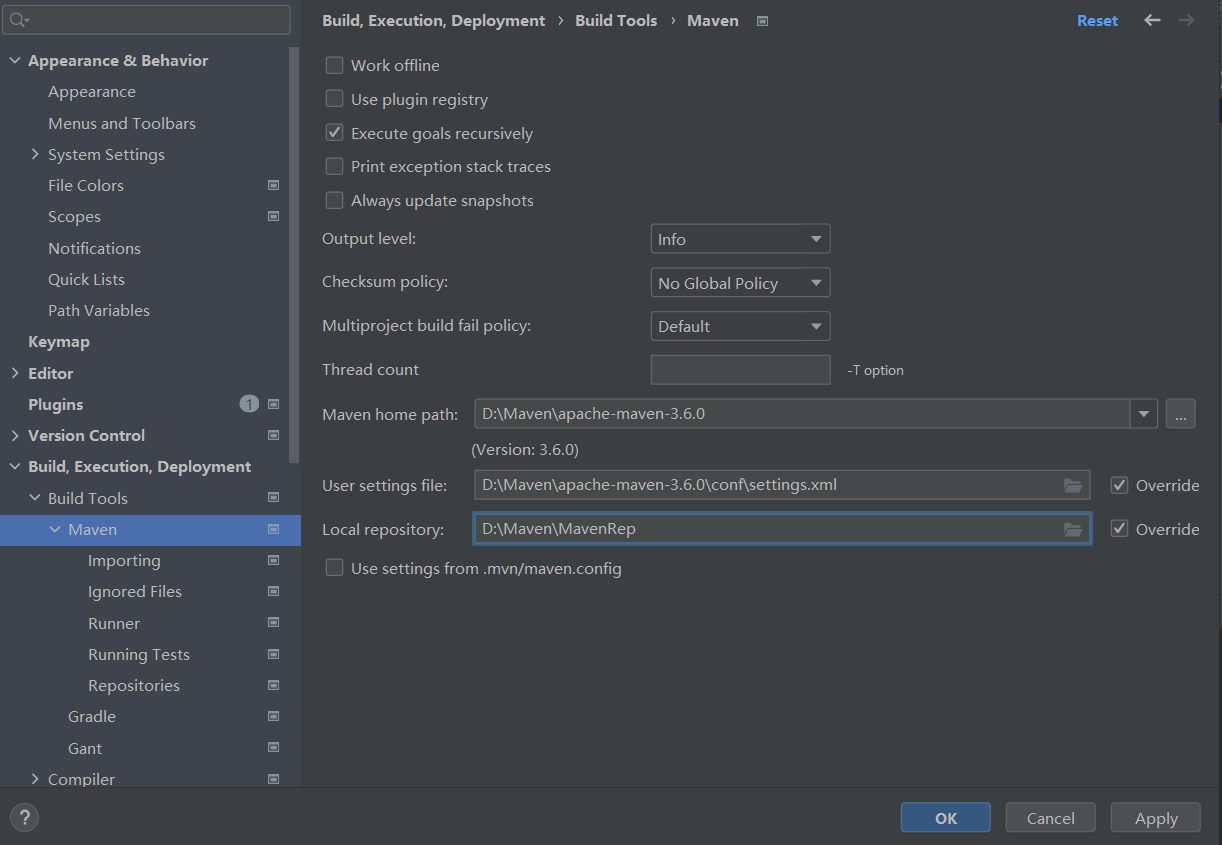 Build, Execution, Deployment › Build Tools › Maven
Reset
Appearance & Behavior
Appearance
Menus and Toolbars
System Settings
File Colors
Scopes
Notifications
Quick Lists
Path Variables
Keymap
Editor
Plugins 1
Version Control
Build, Execution, Deployment
Build Tools
Maven
Importing
Ignored Files
Runner
Running Tests
Repositories
Gradle
Gant
Compiler
Work offline
Use plugin registry
Execute goals recursively
Print exception stack traces
Always update snapshots
Output level: Info
Checksum policy: No Global Policy
Multiproject build fail policy: Default
Thread count -T option
Maven home path: D:\Maven\apache-maven-3.6.0 ...
(Version: 3.6.0)
User settings file: D:\Maven\apache-maven-3.6.0\conf\settings.xml Override
Local repository: D:\Maven\MavenRep Override
Use settings from .mvn/maven.config
? OK Cancel Apply